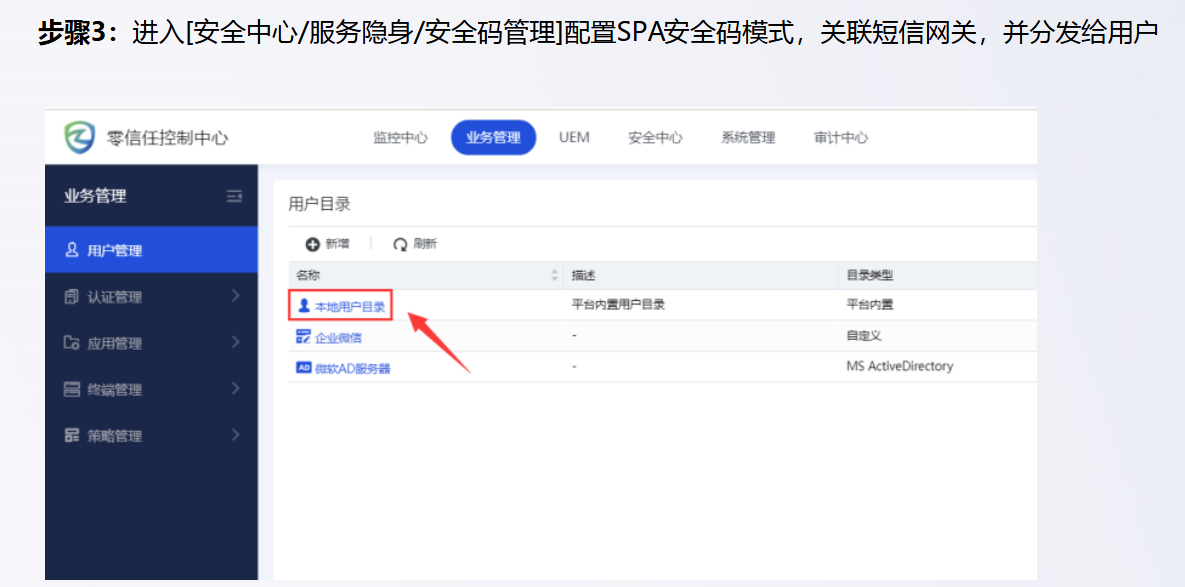 步骤3：进入[安全中心/服务隐身/安全码管理]配置SPA安全码模式，关联短信网关，并分发给用户
零信任控制中心 监控中心 业务管理 UEM 安全中心 系统管理 审计中心
业务管理
用户管理
认证管理
应用管理
终端管理
策略管理
用户目录
新增 刷新
名称 描述 目录类型
本地用户目录 平台内置用户目录 平台内置
企业微信 - 自定义
AD 微软AD服务器 - MS ActiveDirectory